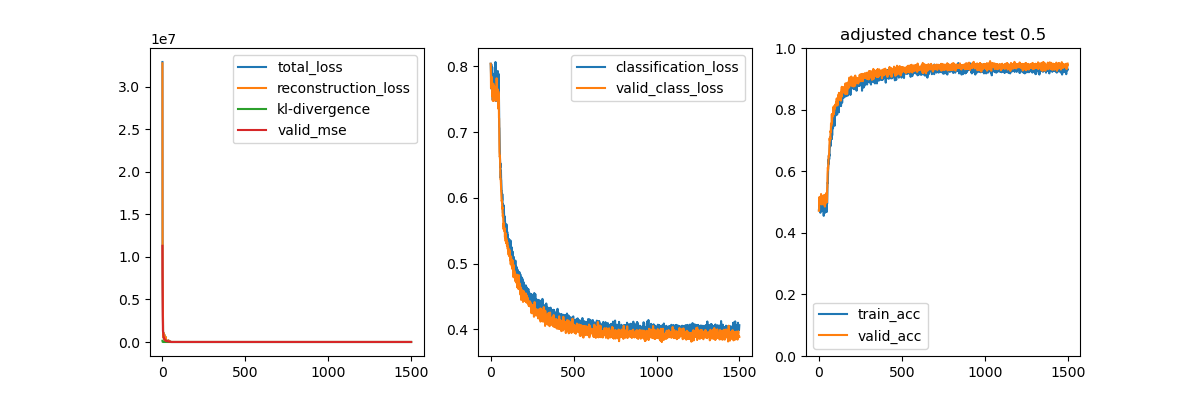 1e7
3.0
2.5
2.0
1.5
1.0
0.5
0.0
0 500 1000 1500
total_loss
reconstruction_loss
kl-divergence
valid_mse
0.8
0.7
0.6
0.5
0.4
0 500 1000 1500
classification_loss
valid_class_loss
adjusted chance test 0.5
1.0
0.8
0.6
0.4
0.2
0.0
0 500 1000 1500
train_acc
valid_acc